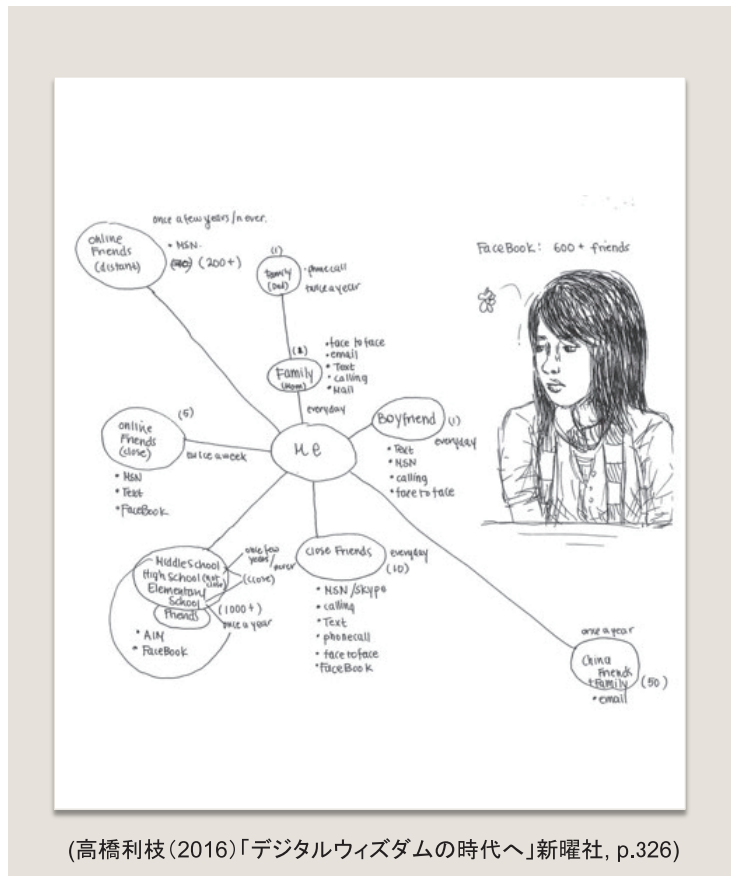 once a few years/never.
online
Friends
(distant)
• MSN.
(200+)
(1)
family
(Dad)
• phonecall
twice a year
FaceBook: 600+ friends
Family
(Mom)
• face to face
• email
• Text
• calling
• Mail
everyday
(5)
online
Friends
(close)
twice a week
• MSN
• Text
• FaceBook
Me
Boyfriend
(1)
everyday
• Text
• MSN
• calling
• face to face
Middle School
High School (not close)
Elementary
School
Friends
once few
years/
never
(close)
(1000+)
once a year
• AIM
• FaceBook
Close Friends
everyday
(10)
• MSN/Skype
• calling
• Text
• phonecall
• face to face
• FaceBook
once a year
China
Friends
+ Family
(50)
• email
(高橋利枝(2016)「デジタルウィズダムの時代へ」新曜社, p.326)